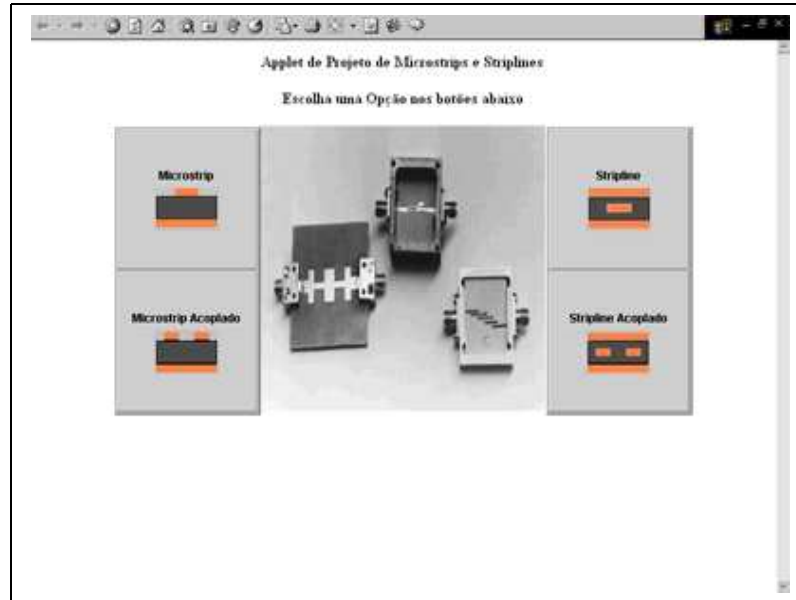 Applet de Projeto de Microstrips e Striplines
Escolha uma Opção nos botões abaixo
Microstrip
Stripline
Microstrip Acoplado
Stripline Acoplado